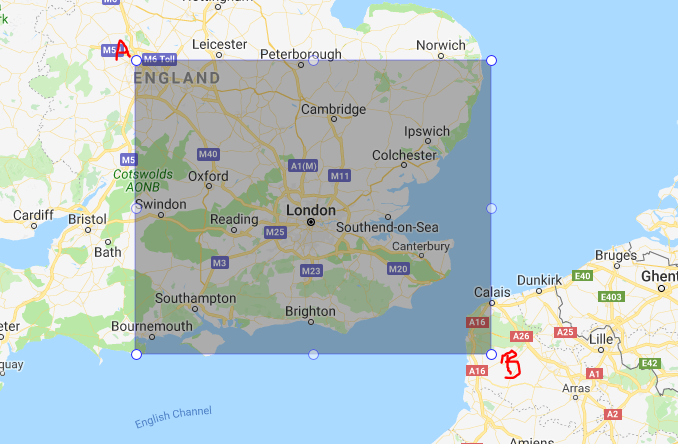 M6
Nottingham
Leicester
Norwich
A
M5
M6 Toll
Peterborough
ENGLAND
Cambridge
Ipswich
M40
M5
A1(M)
Colchester
M11
Cotswolds
AONB
Oxford
Swindon
London
Cardiff
Bristol
Reading
M25
Southend-on-Sea
Bath
Canterbury
Bruges
M3
M23
M20
Dunkirk
E40
Ghent
Calais
E403
Southampton
Brighton
A16
Bournemouth
A26
A25
Lille
B
E42
A16
A1
Arras
English Channel
A2
Amiens